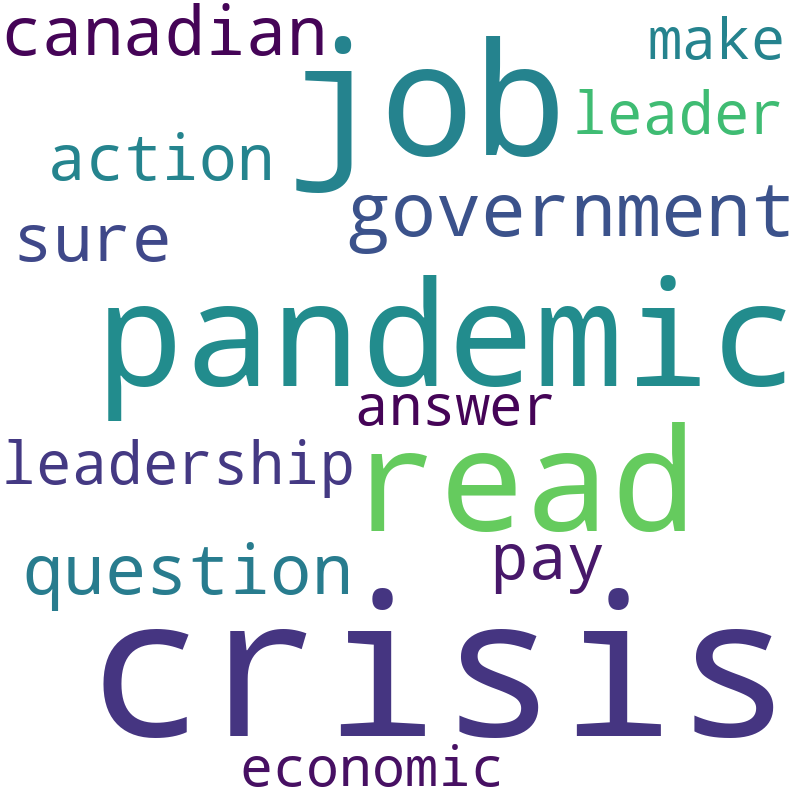 canadian
make
job
leader
action
government
sure
pandemic
answer
leadership
read
question
pay
crisis
economic